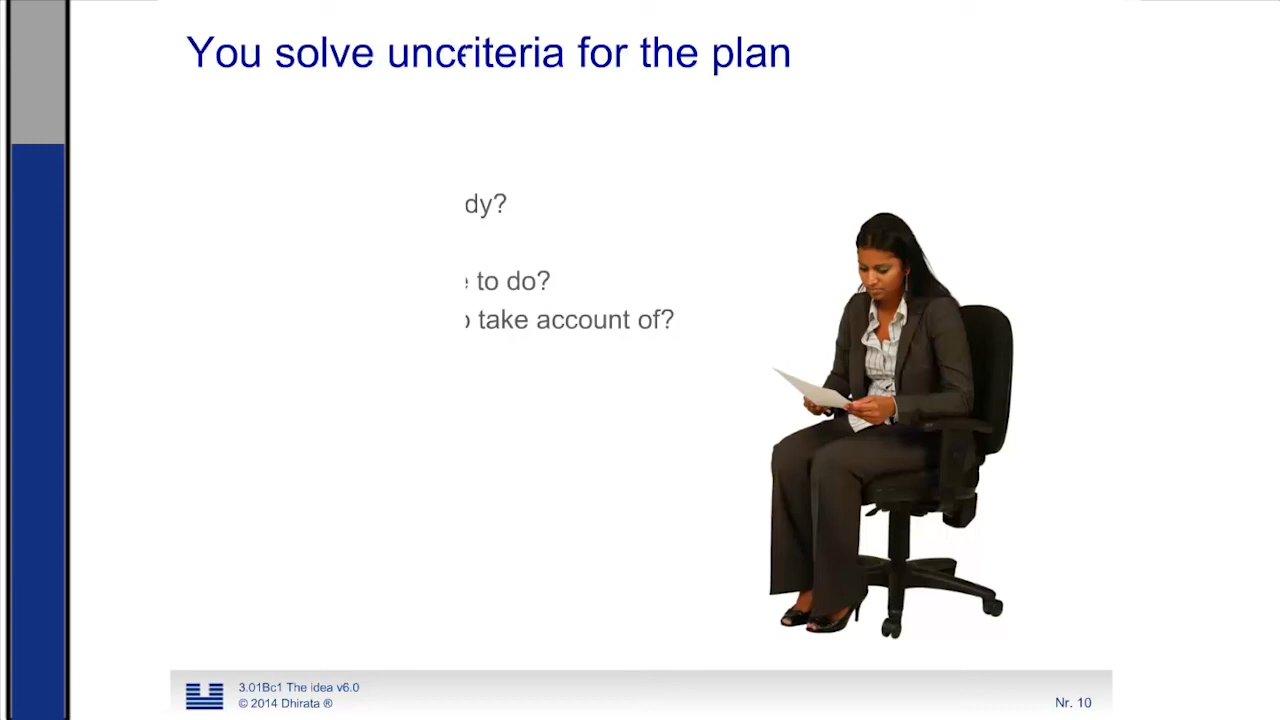 You solve uncriteria for the plan
dy?
to do?
take account of?
3.01Bc1 The idea v6.0
© 2014 Dhirata ®
Nr. 10